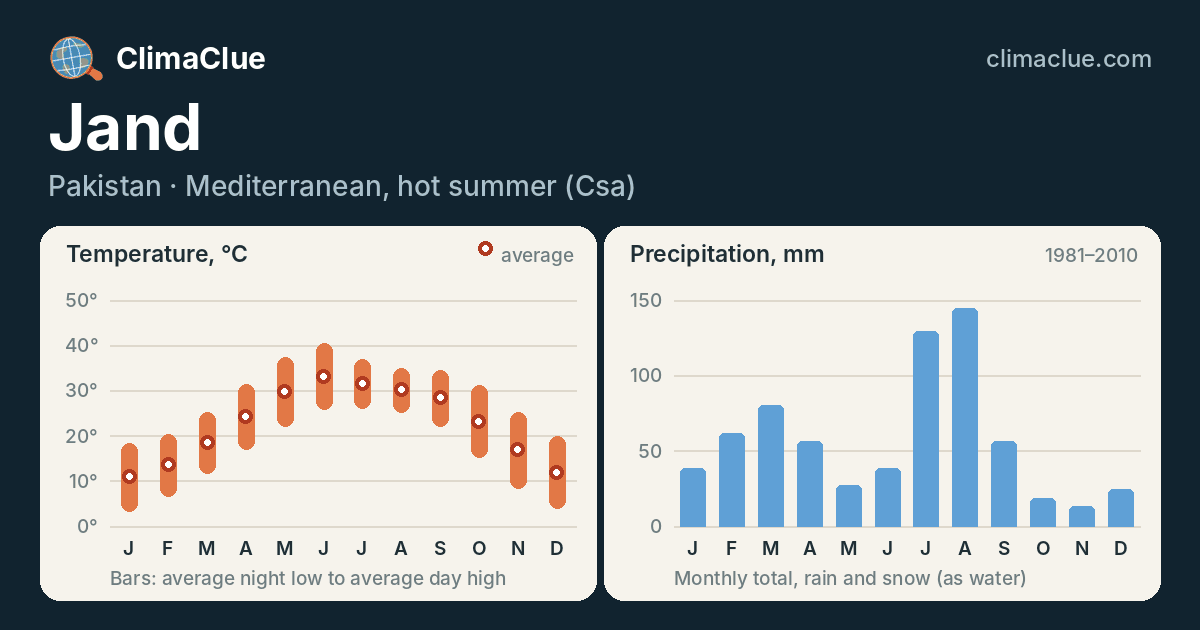 ClimaClue
climaclue.com
Jand
Pakistan · Mediterranean, hot summer (Csa)
Temperature, °C
average
50°
40°
30°
20°
10°
0°
J F M A M J J A S O N D
Bars: average night low to average day high
Precipitation, mm
1981–2010
150
100
50
0
J F M A M J J A S O N D
Monthly total, rain and snow (as water)